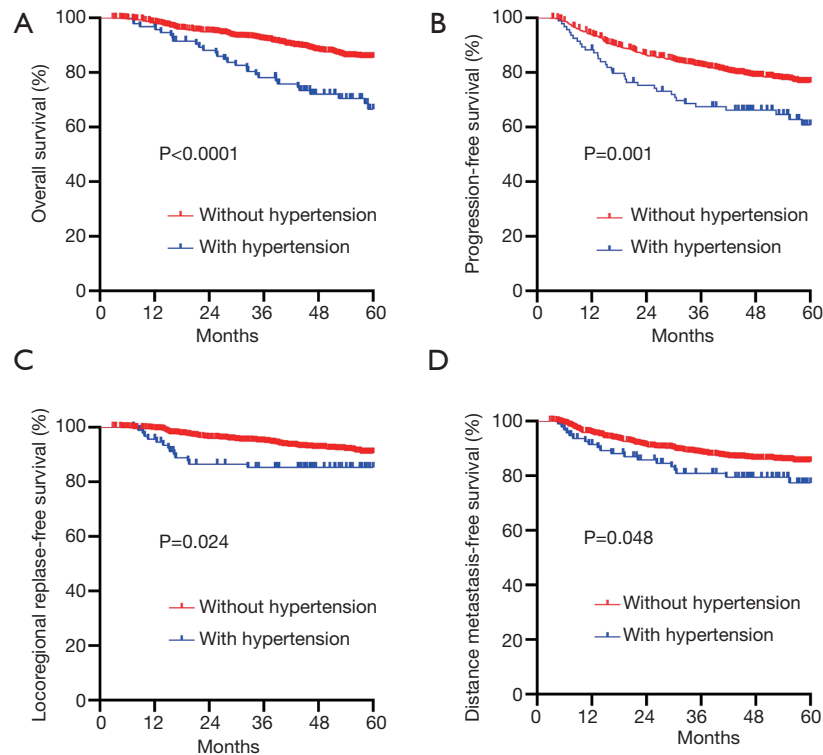 A
Overall survival (%)
100
80
60
40
20
0
P<0.0001
Without hypertension
With hypertension
0 12 24 36 48 60
Months
B
Progression-free survival (%)
100
80
60
40
20
0
P=0.001
Without hypertension
With hypertension
0 12 24 36 48 60
Months
C
Locoregional replase-free survival (%)
100
80
60
40
20
0
P=0.024
Without hypertension
With hypertension
0 12 24 36 48 60
Months
D
Distance metastasis-free survival (%)
100
80
60
40
20
0
P=0.048
Without hypertension
With hypertension
0 12 24 36 48 60
Months